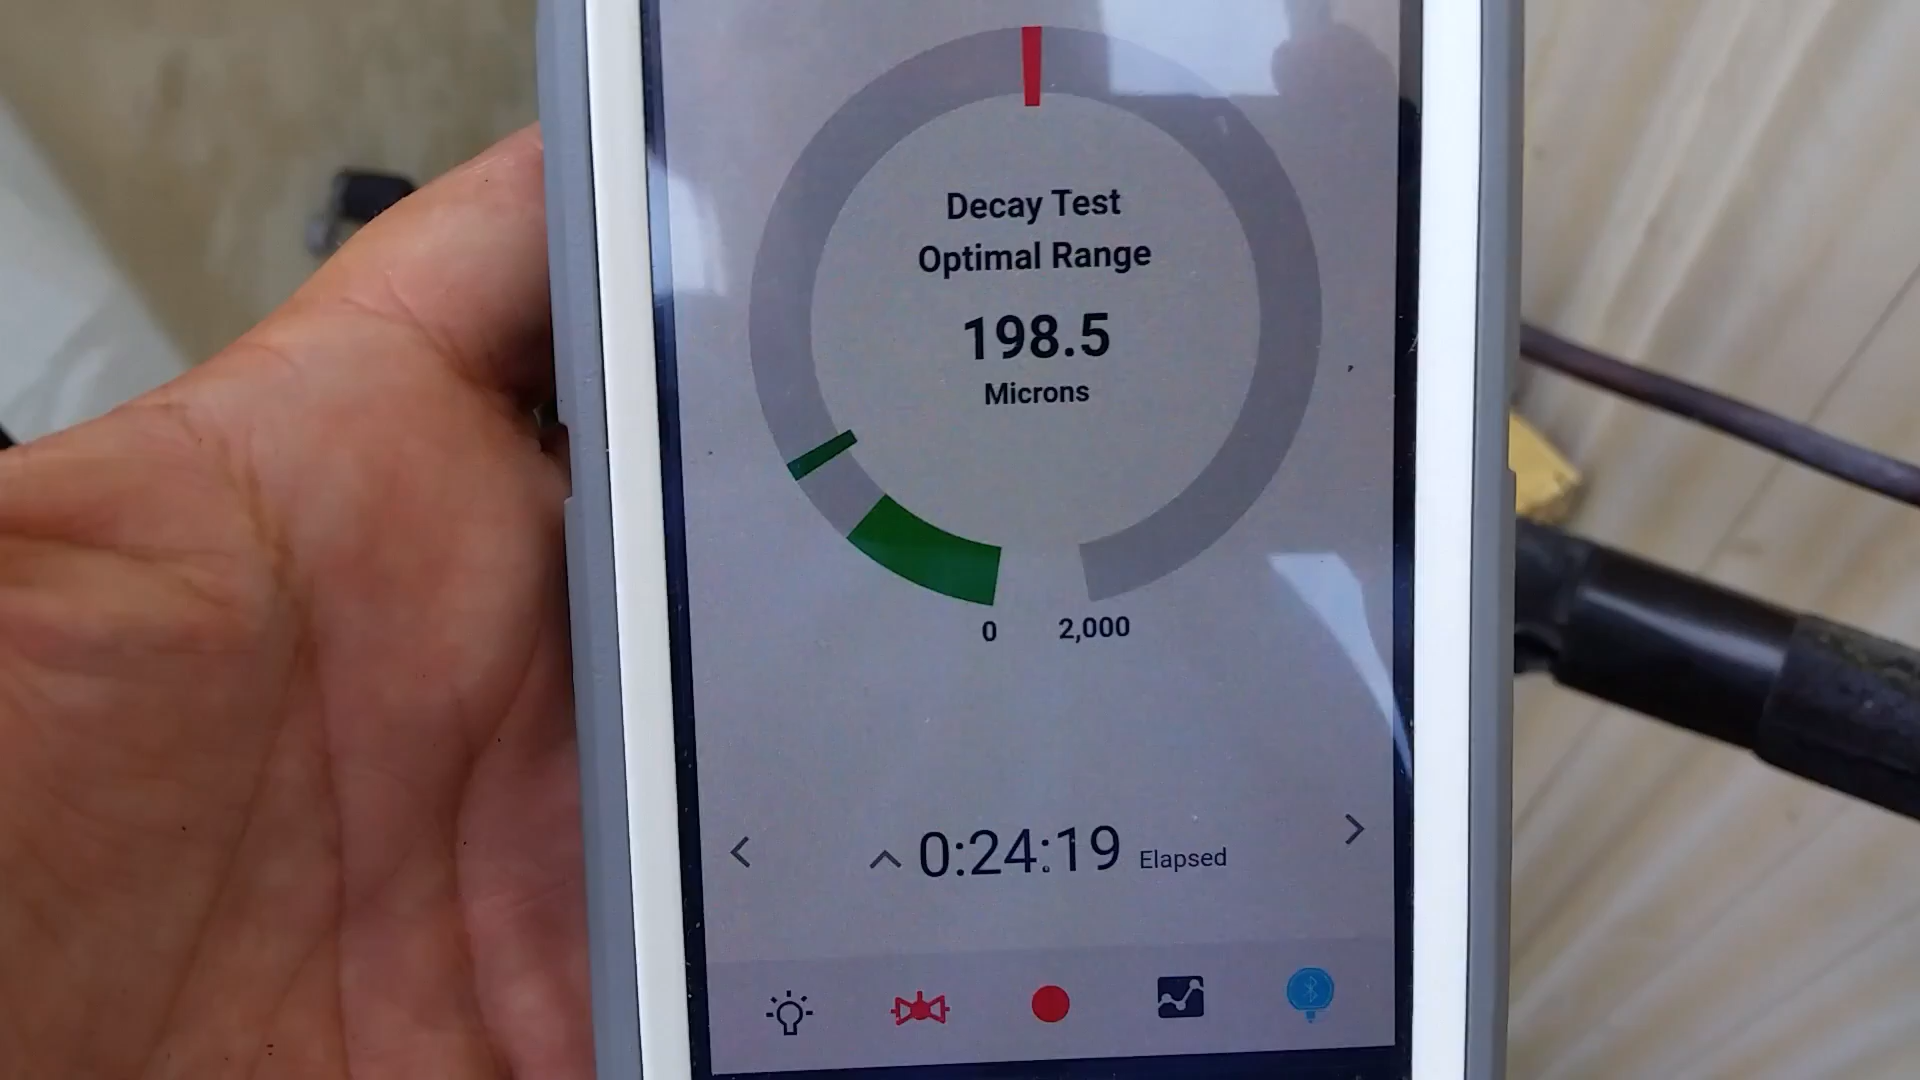 Decay Test
Optimal Range
198.5
Microns
0 2,000
0:24:19 Elapsed